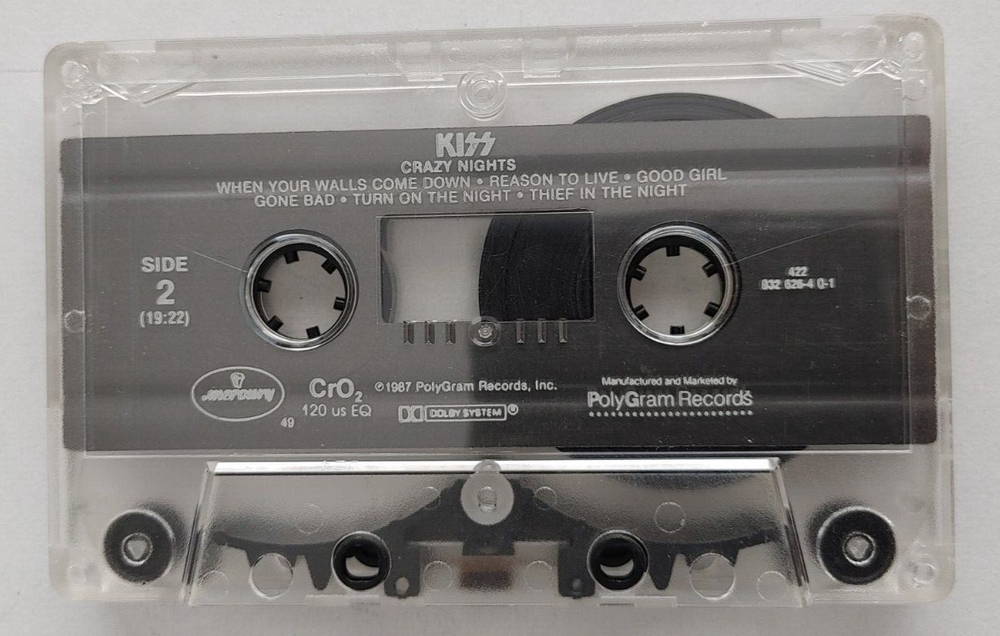 KISS
CRAZY NIGHTS
WHEN YOUR WALLS COME DOWN • REASON TO LIVE • GOOD GIRL
GONE BAD • TURN ON THE NIGHT • THIEF IN THE NIGHT
SIDE
2
(19:22)
422
832 626-4 Q-1
mercury
49
CrO₂
120 us EQ
℗1987 PolyGram Records, Inc.
DOLBY SYSTEM®
Manufactured and Marketed by
PolyGram Records